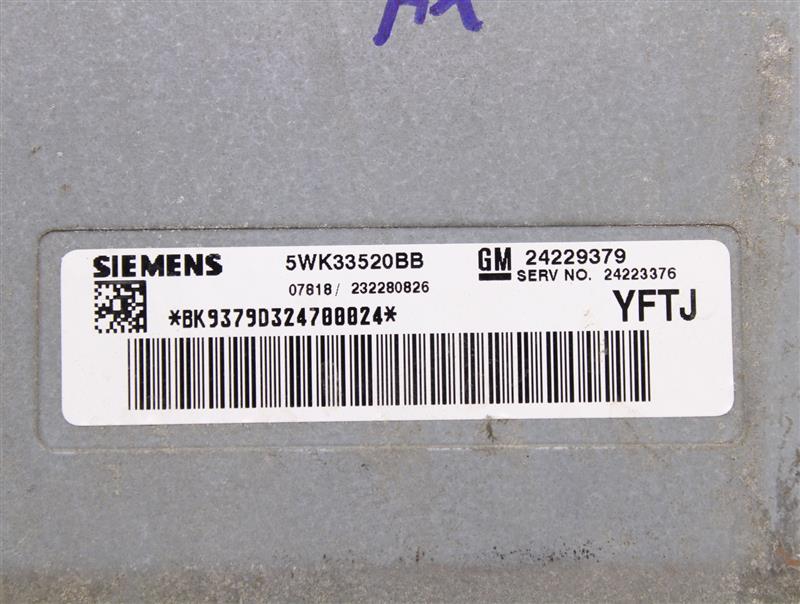 SIEMENS 5WK33520BB GM 24229379
07818/ 232280826 SERV NO. 24223376
*BK9379D324700024* YFTJ